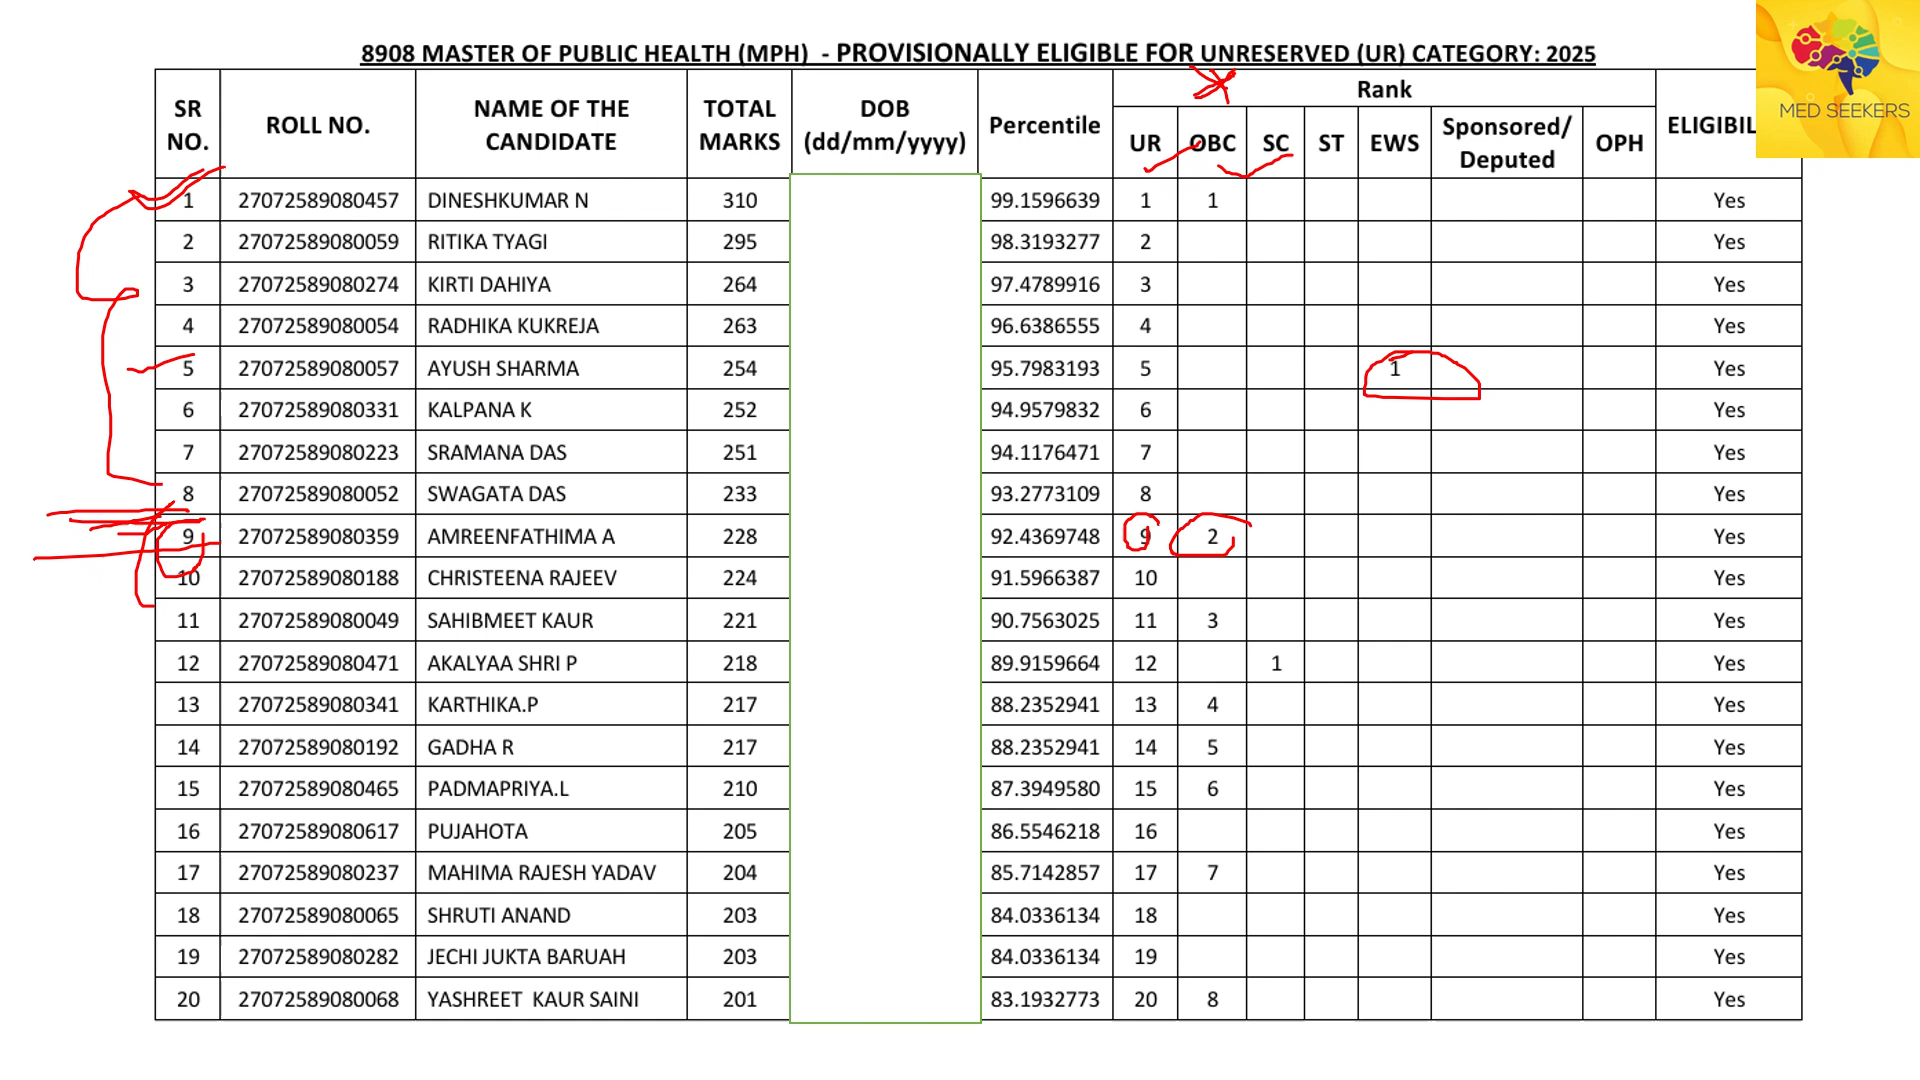 8908 MASTER OF PUBLIC HEALTH (MPH) - PROVISIONALLY ELIGIBLE FOR UNRESERVED (UR) CATEGORY: 2025
MED SEEKERS
SR NO. ROLL NO. NAME OF THE CANDIDATE TOTAL MARKS DOB (dd/mm/yyyy) Percentile Rank ELIGIBIL
UR OBC SC ST EWS Sponsored/ Deputed OPH
1 27072589080457 DINESHKUMAR N 310 99.1596639 1 1 Yes
2 27072589080059 RITIKA TYAGI 295 98.3193277 2 Yes
3 27072589080274 KIRTI DAHIYA 264 97.4789916 3 Yes
4 27072589080054 RADHIKA KUKREJA 263 96.6386555 4 Yes
5 27072589080057 AYUSH SHARMA 254 95.7983193 5 1 Yes
6 27072589080331 KALPANA K 252 94.9579832 6 Yes
7 27072589080223 SRAMANA DAS 251 94.1176471 7 Yes
8 27072589080052 SWAGATA DAS 233 93.2773109 8 Yes
9 27072589080359 AMREENFATHIMA A 228 92.4369748 9 2 Yes
10 27072589080188 CHRISTEENA RAJEEV 224 91.5966387 10 Yes
11 27072589080049 SAHIBMEET KAUR 221 90.7563025 11 3 Yes
12 27072589080471 AKALYAA SHRI P 218 89.9159664 12 1 Yes
13 27072589080341 KARTHIKA.P 217 88.2352941 13 4 Yes
14 27072589080192 GADHA R 217 88.2352941 14 5 Yes
15 27072589080465 PADMAPRIYA.L 210 87.3949580 15 6 Yes
16 27072589080617 PUJAHOTA 205 86.5546218 16 Yes
17 27072589080237 MAHIMA RAJESH YADAV 204 85.7142857 17 7 Yes
18 27072589080065 SHRUTI ANAND 203 84.0336134 18 Yes
19 27072589080282 JECHI JUKTA BARUAH 203 84.0336134 19 Yes
20 27072589080068 YASHREET KAUR SAINI 201 83.1932773 20 8 Yes